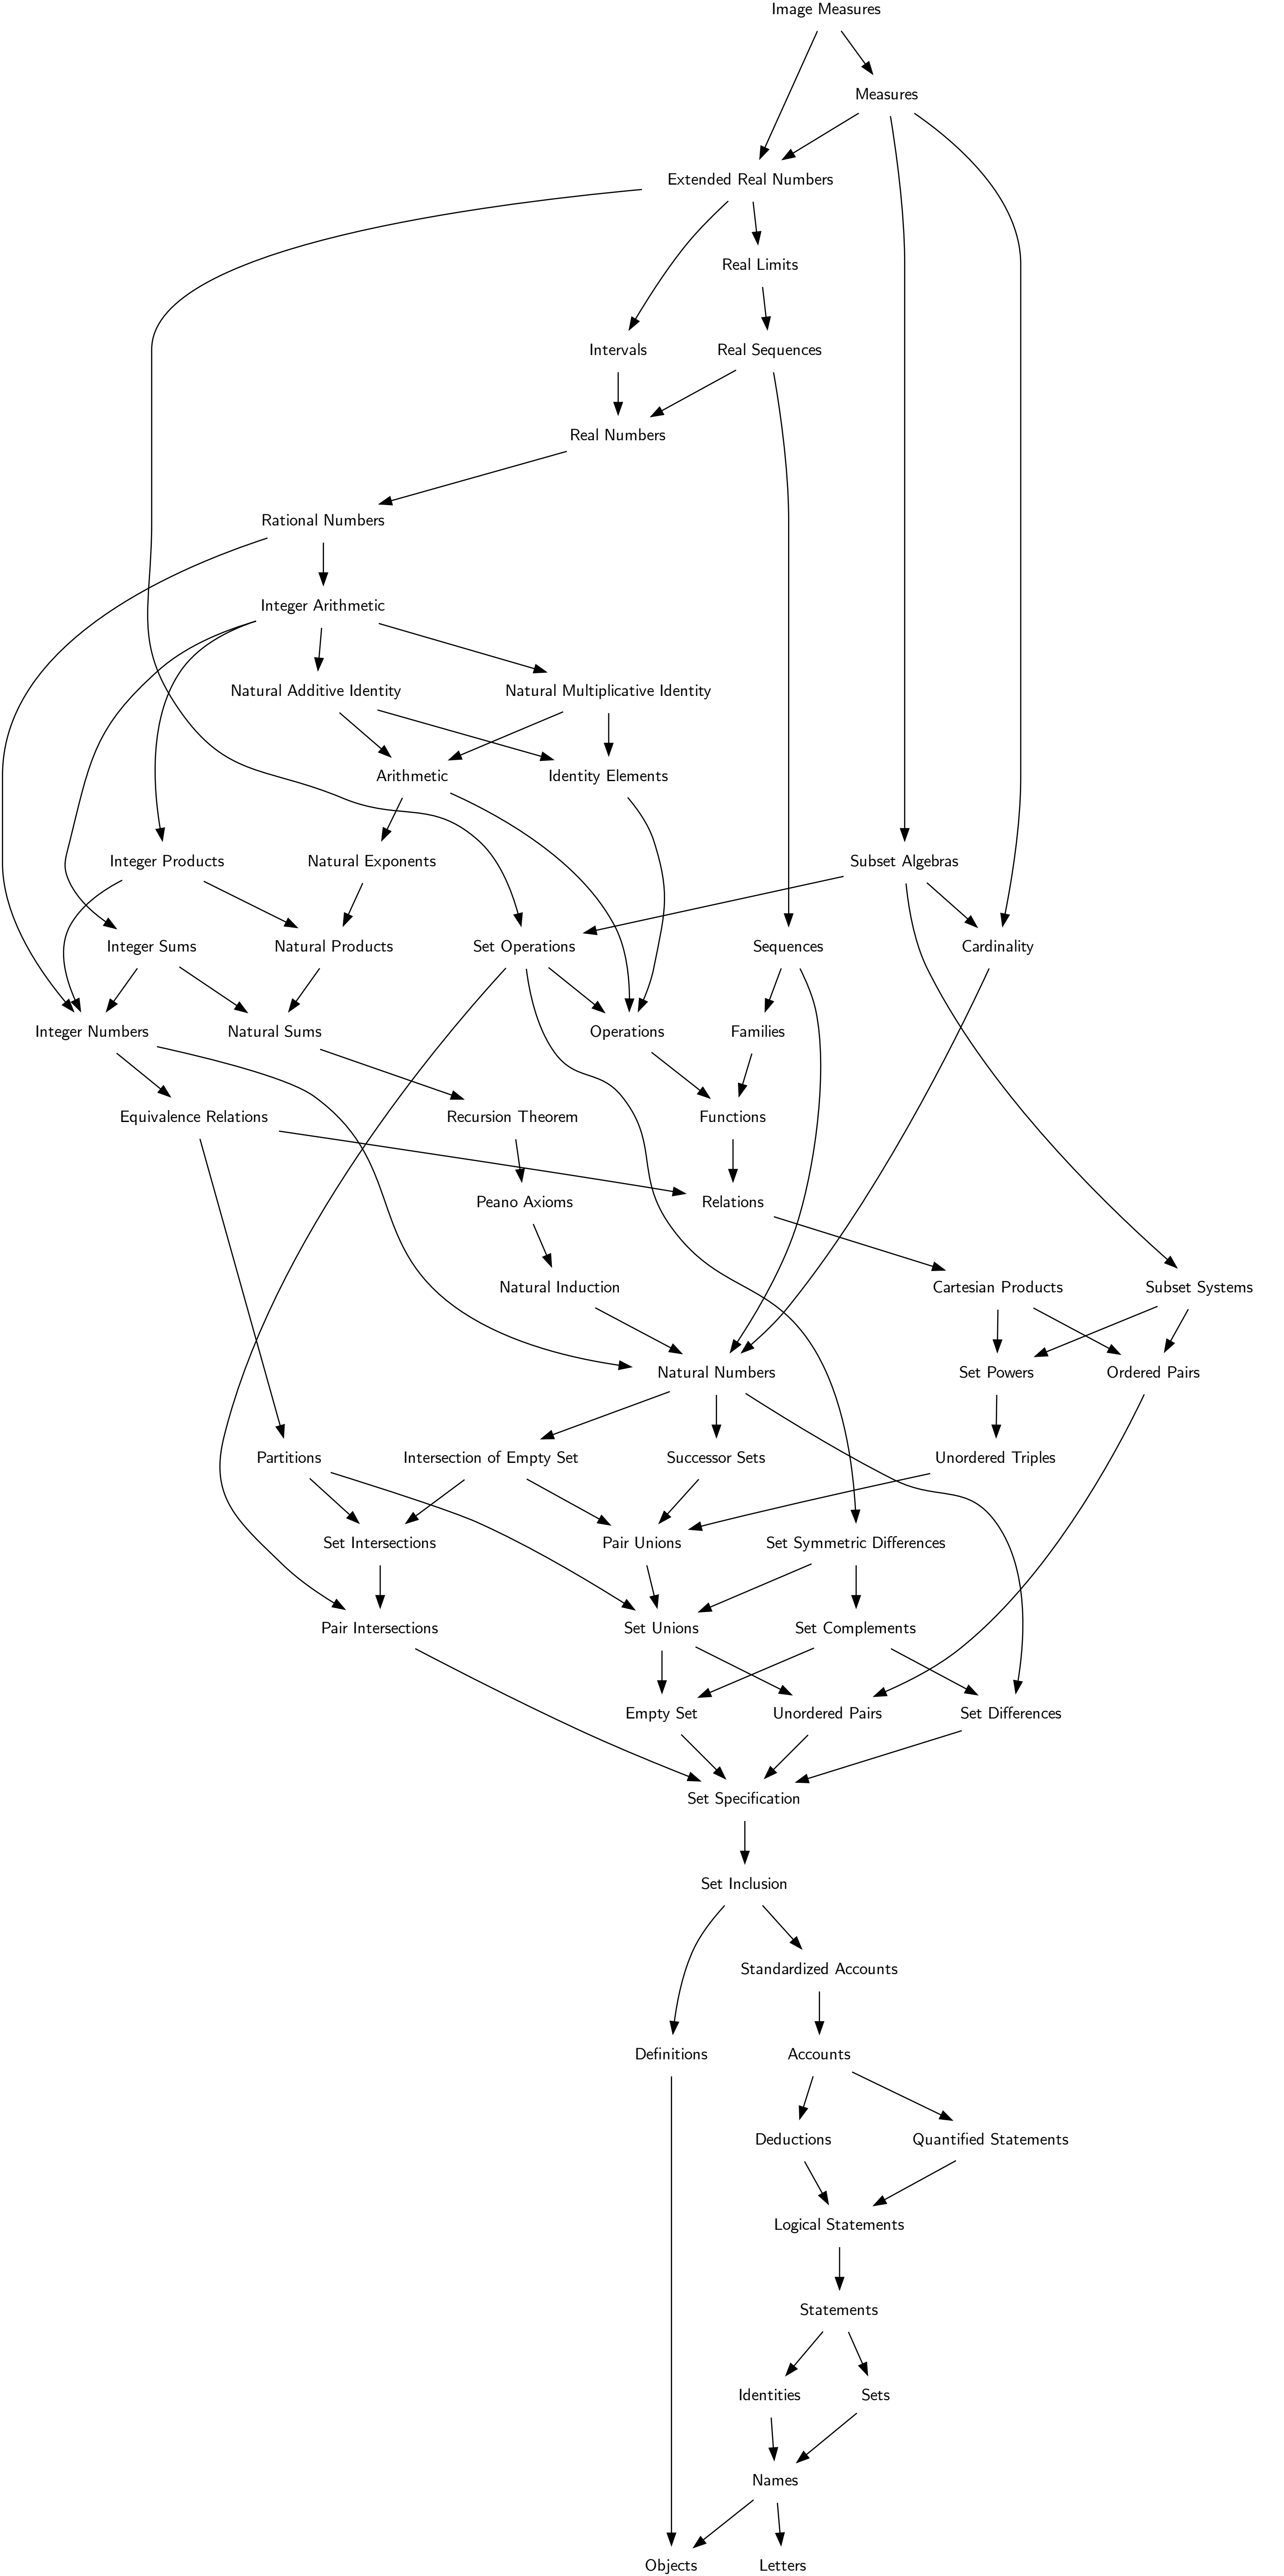 Image Measures
Measures
Extended Real Numbers
Real Limits
Intervals
Real Sequences
Real Numbers
Rational Numbers
Integer Arithmetic
Natural Additive Identity
Natural Multiplicative Identity
Arithmetic
Identity Elements
Integer Products
Natural Exponents
Subset Algebras
Integer Sums
Natural Products
Set Operations
Sequences
Cardinality
Integer Numbers
Natural Sums
Operations
Families
Equivalence Relations
Recursion Theorem
Functions
Peano Axioms
Relations
Natural Induction
Cartesian Products
Subset Systems
Natural Numbers
Set Powers
Ordered Pairs
Partitions
Intersection of Empty Set
Successor Sets
Unordered Triples
Set Intersections
Pair Unions
Set Symmetric Differences
Pair Intersections
Set Unions
Set Complements
Empty Set
Unordered Pairs
Set Differences
Set Specification
Set Inclusion
Standardized Accounts
Definitions
Accounts
Deductions
Quantified Statements
Logical Statements
Statements
Identities
Sets
Names
Objects
Letters